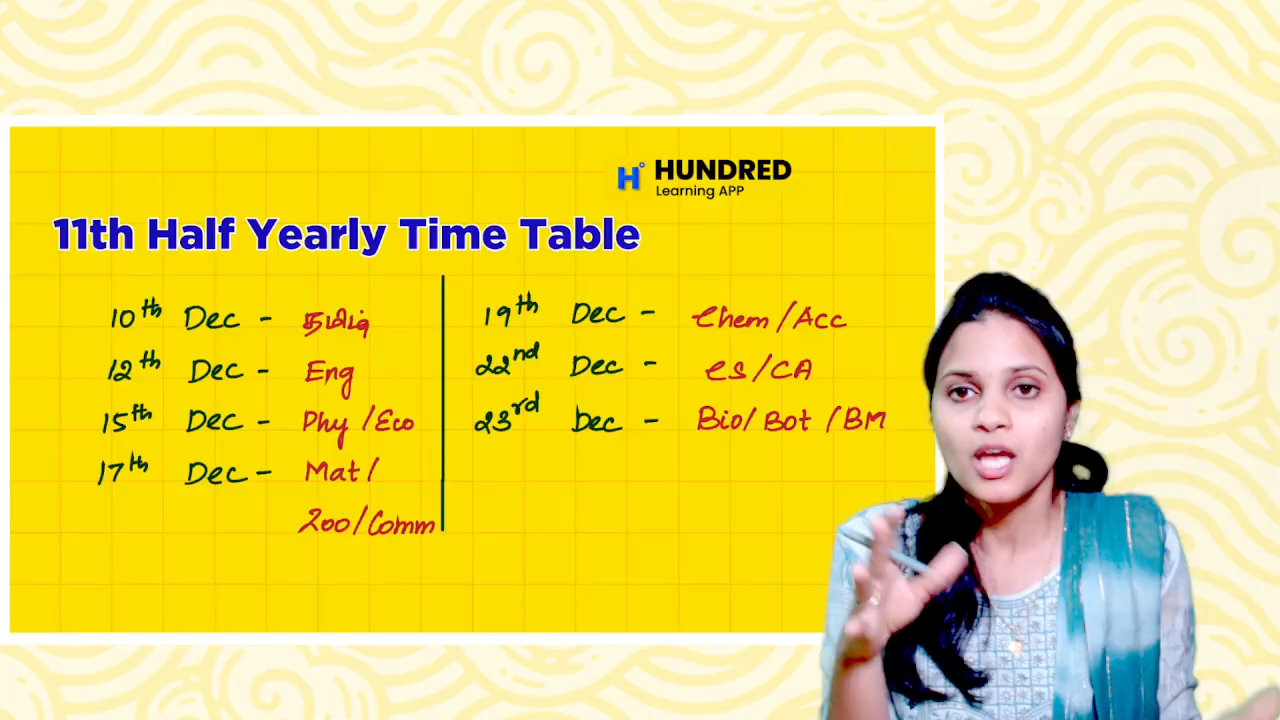 HUNDRED
Learning APP
11th Half Yearly Time Table
10th Dec - தமிழ்
12th Dec - Eng
15th Dec - Phy / Eco
17th Dec - Mat /
Zoo / Comm
19th Dec - Chem / Acc
22nd Dec - CS / CA
23rd Dec - Bio / Bot / BM